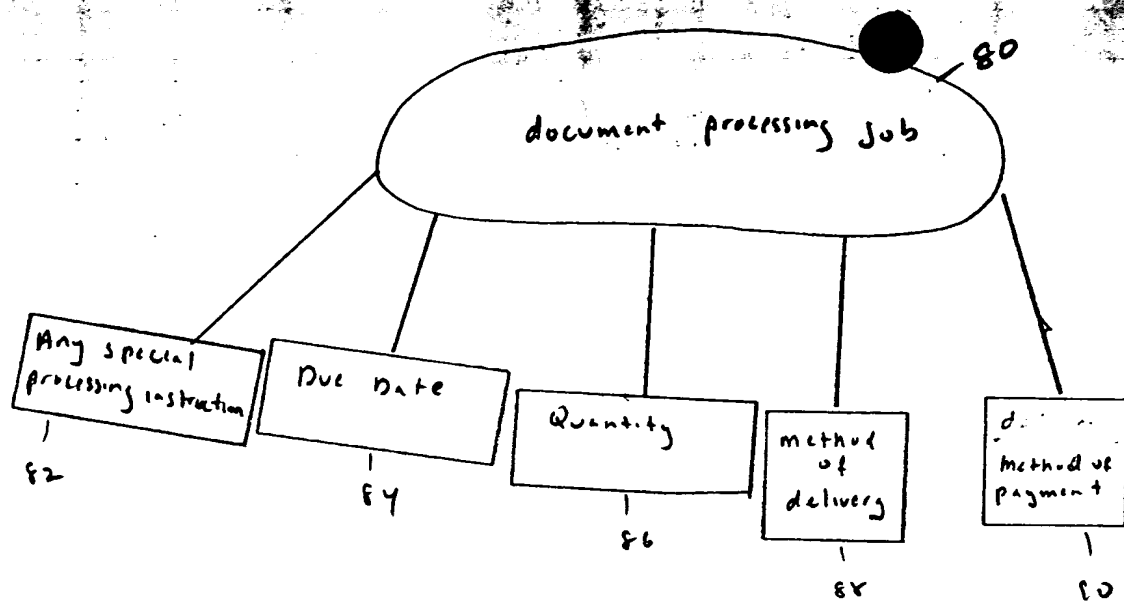 80
document processing Job
Any special
processing instruction
Due Date
Quantity
method
of
delivery
method of
payment
82
84
86
88
90